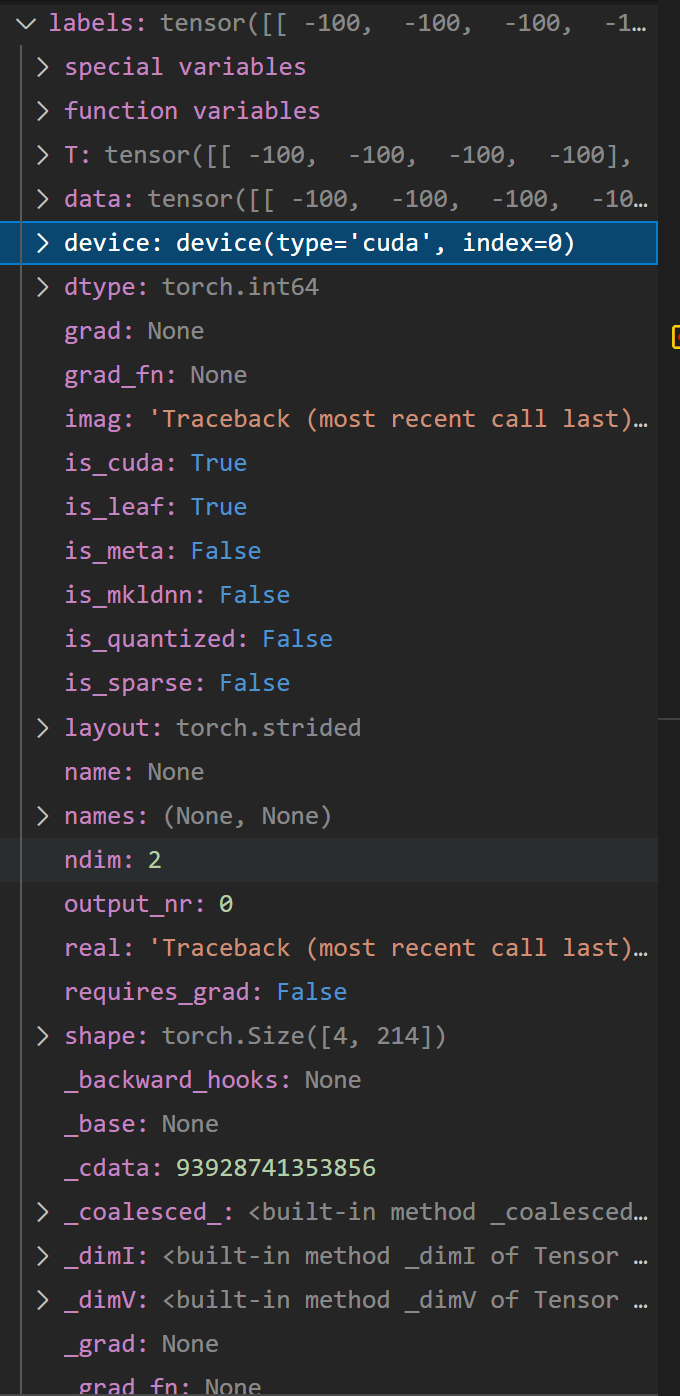 labels: tensor([[ -100,  -100,  -100,  -1…
special variables
function variables
T: tensor([[ -100,  -100,  -100,  -100],
data: tensor([[ -100,  -100,  -100,  -10…
device: device(type='cuda', index=0)
dtype: torch.int64
grad: None
grad_fn: None
imag: 'Traceback (most recent call last)…
is_cuda: True
is_leaf: True
is_meta: False
is_mkldnn: False
is_quantized: False
is_sparse: False
layout: torch.strided
name: None
names: (None, None)
ndim: 2
output_nr: 0
real: 'Traceback (most recent call last)…
requires_grad: False
shape: torch.Size([4, 214])
_backward_hooks: None
_base: None
_cdata: 93928741353856
_coalesced_: <built-in method _coalesced…
_dimI: <built-in method _dimI of Tensor …
_dimV: <built-in method _dimV of Tensor …
_grad: None
_grad_fn: None